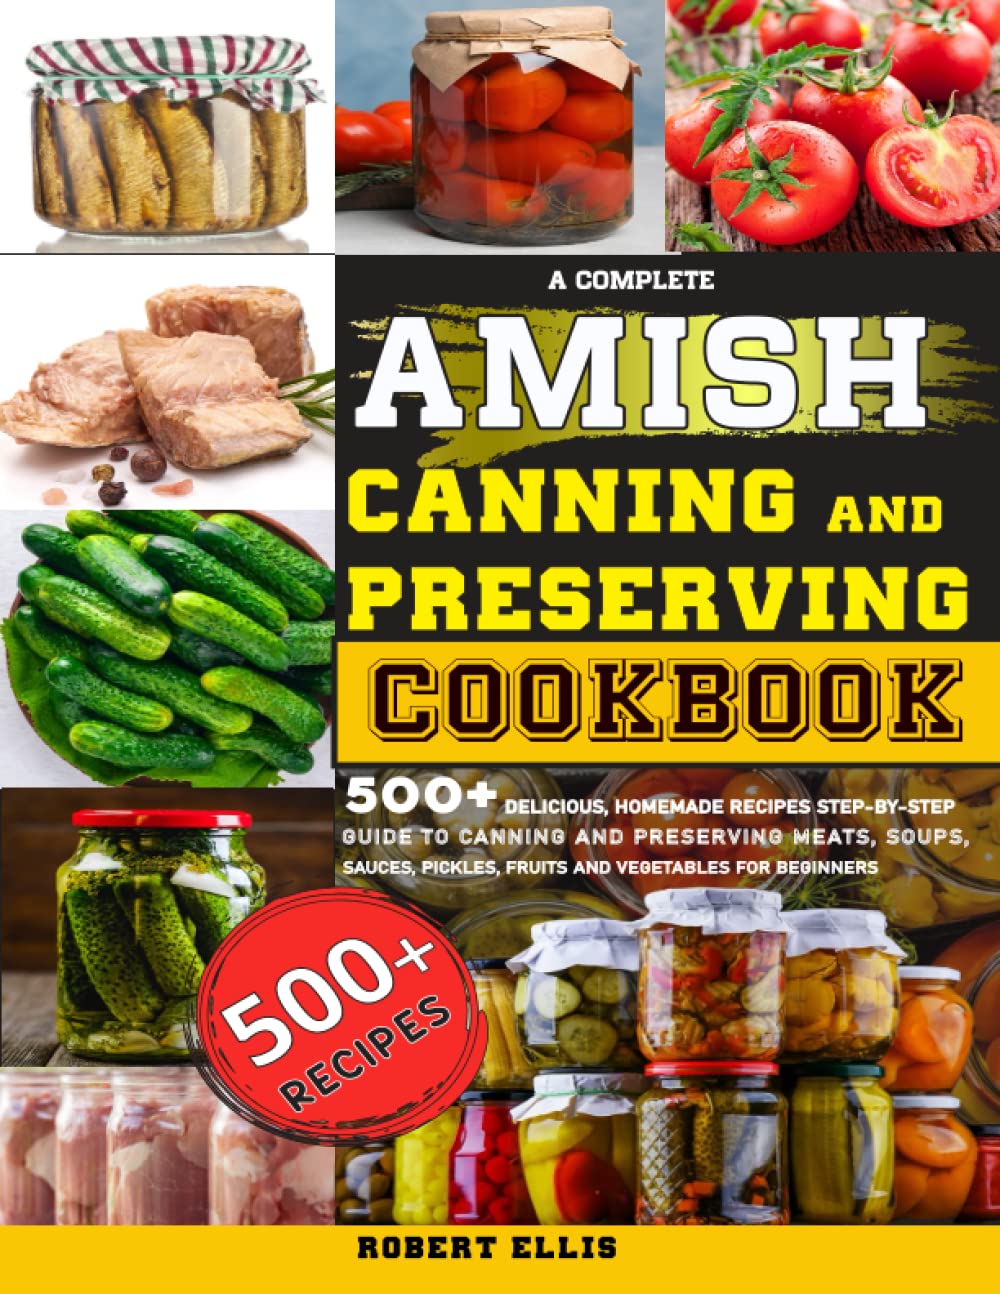 A COMPLETE
AMISH
CANNING AND
PRESERVING
COOKBOOK
500+ DELICIOUS, HOMEMADE RECIPES STEP-BY-STEP
GUIDE TO CANNING AND PRESERVING MEATS, SOUPS,
SAUCES, PICKLES, FRUITS AND VEGETABLES FOR BEGINNERS
500+
RECIPES
ROBERT ELLIS